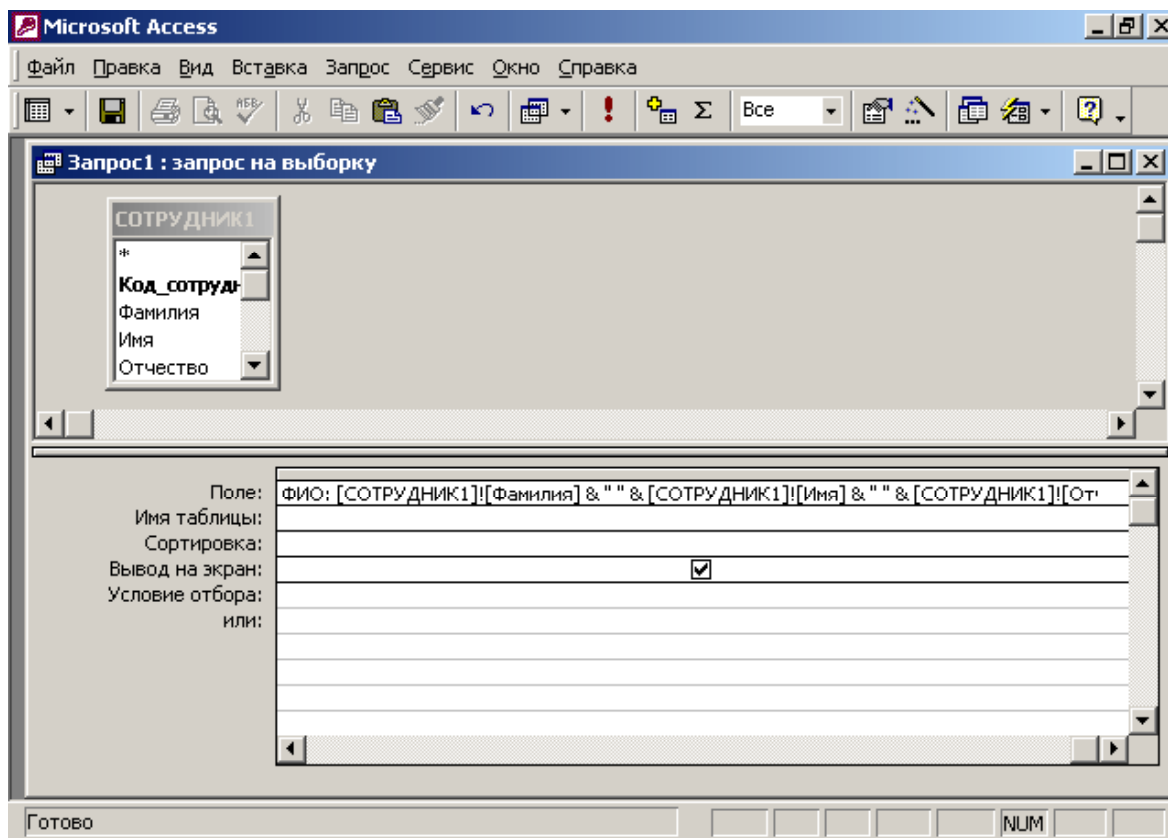 Microsoft Access
Файл Правка Вид Вставка Запрос Сервис Окно Справка
Все
Запрос1 : запрос на выборку
СОТРУДНИК1
*
Код_сотрудн
Фамилия
Имя
Отчество
Поле: ФИО: [СОТРУДНИК1]![Фамилия] & " " & [СОТРУДНИК1]![Имя] & " " & [СОТРУДНИК1]![Отч
Имя таблицы:
Сортировка:
Вывод на экран:
Условие отбора:
или:
Готово NUM